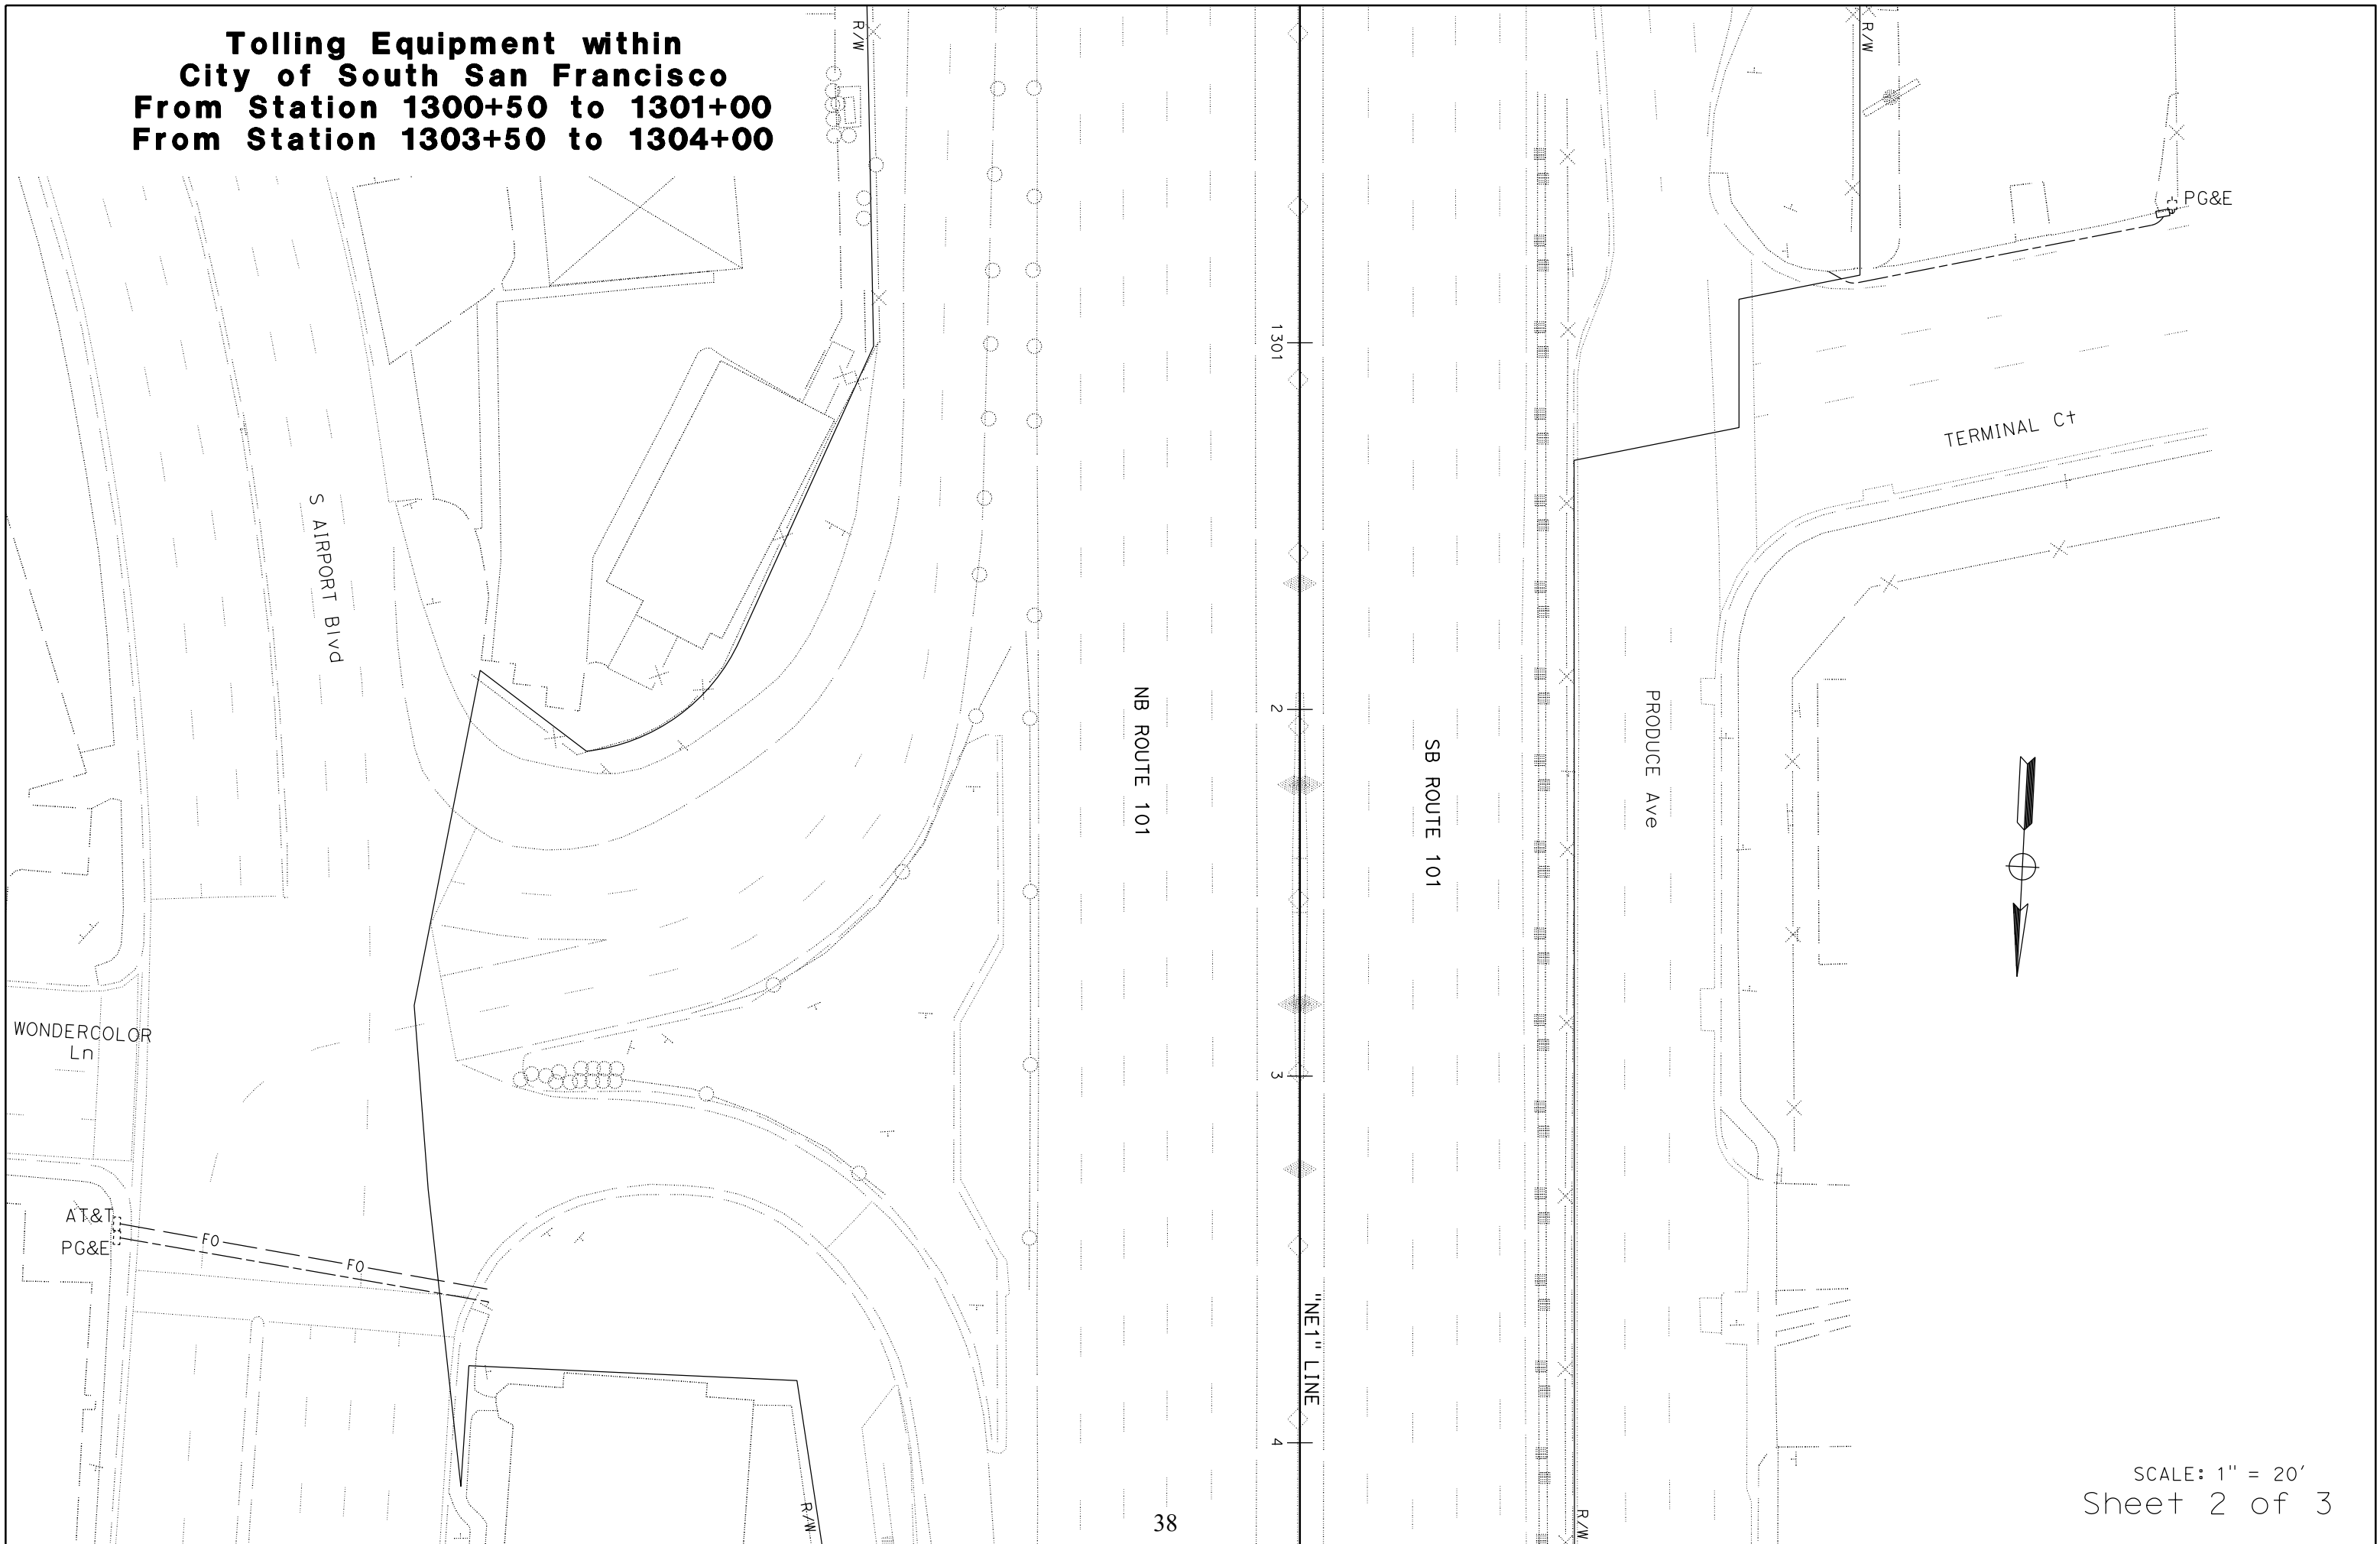 Tolling Equipment within
City of South San Francisco
From Station 1300+50 to 1301+00
From Station 1303+50 to 1304+00
R/W
R/W
PG&E
1301
TERMINAL Ct
S AIRPORT Blvd
NB ROUTE 101
2
SB ROUTE 101
PRODUCE Ave
WONDERCOLOR
Ln
3
AT&T
PG&E
FO
FO
"NE1" LINE
4
R/W
R/W
38
SCALE: 1" = 20'
Sheet 2 of 3